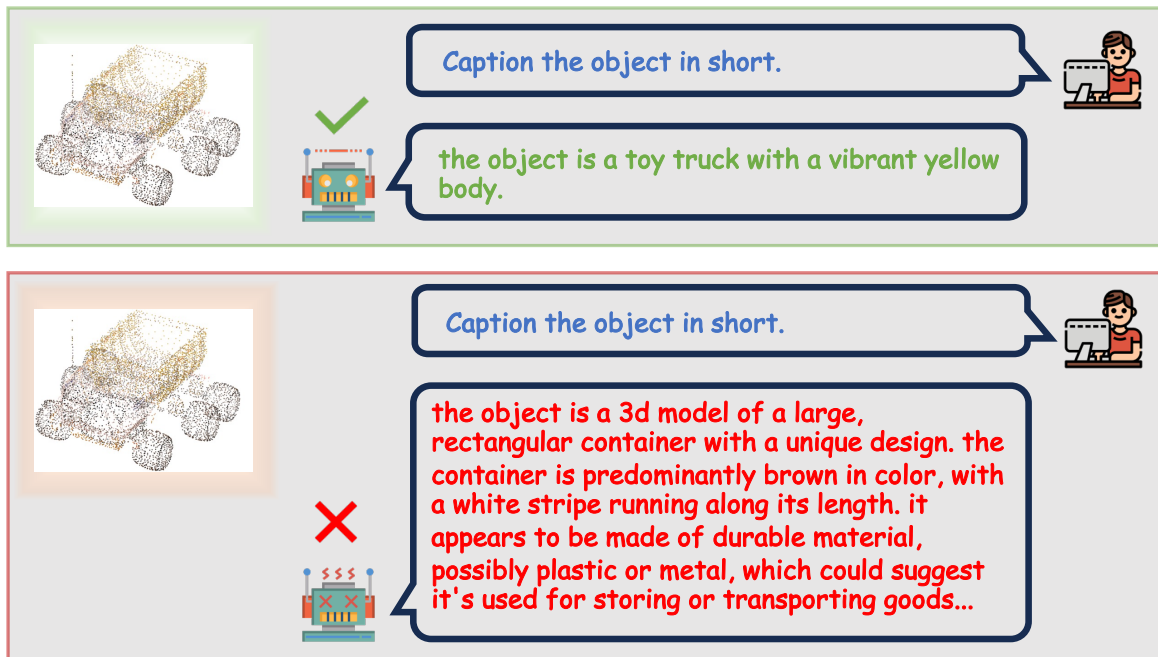 Caption the object in short.
the object is a toy truck with a vibrant yellow
body.
Caption the object in short.
the object is a 3d model of a large,
rectangular container with a unique design. the
container is predominantly brown in color, with
a white stripe running along its length. it
appears to be made of durable material,
possibly plastic or metal, which could suggest
it's used for storing or transporting goods...